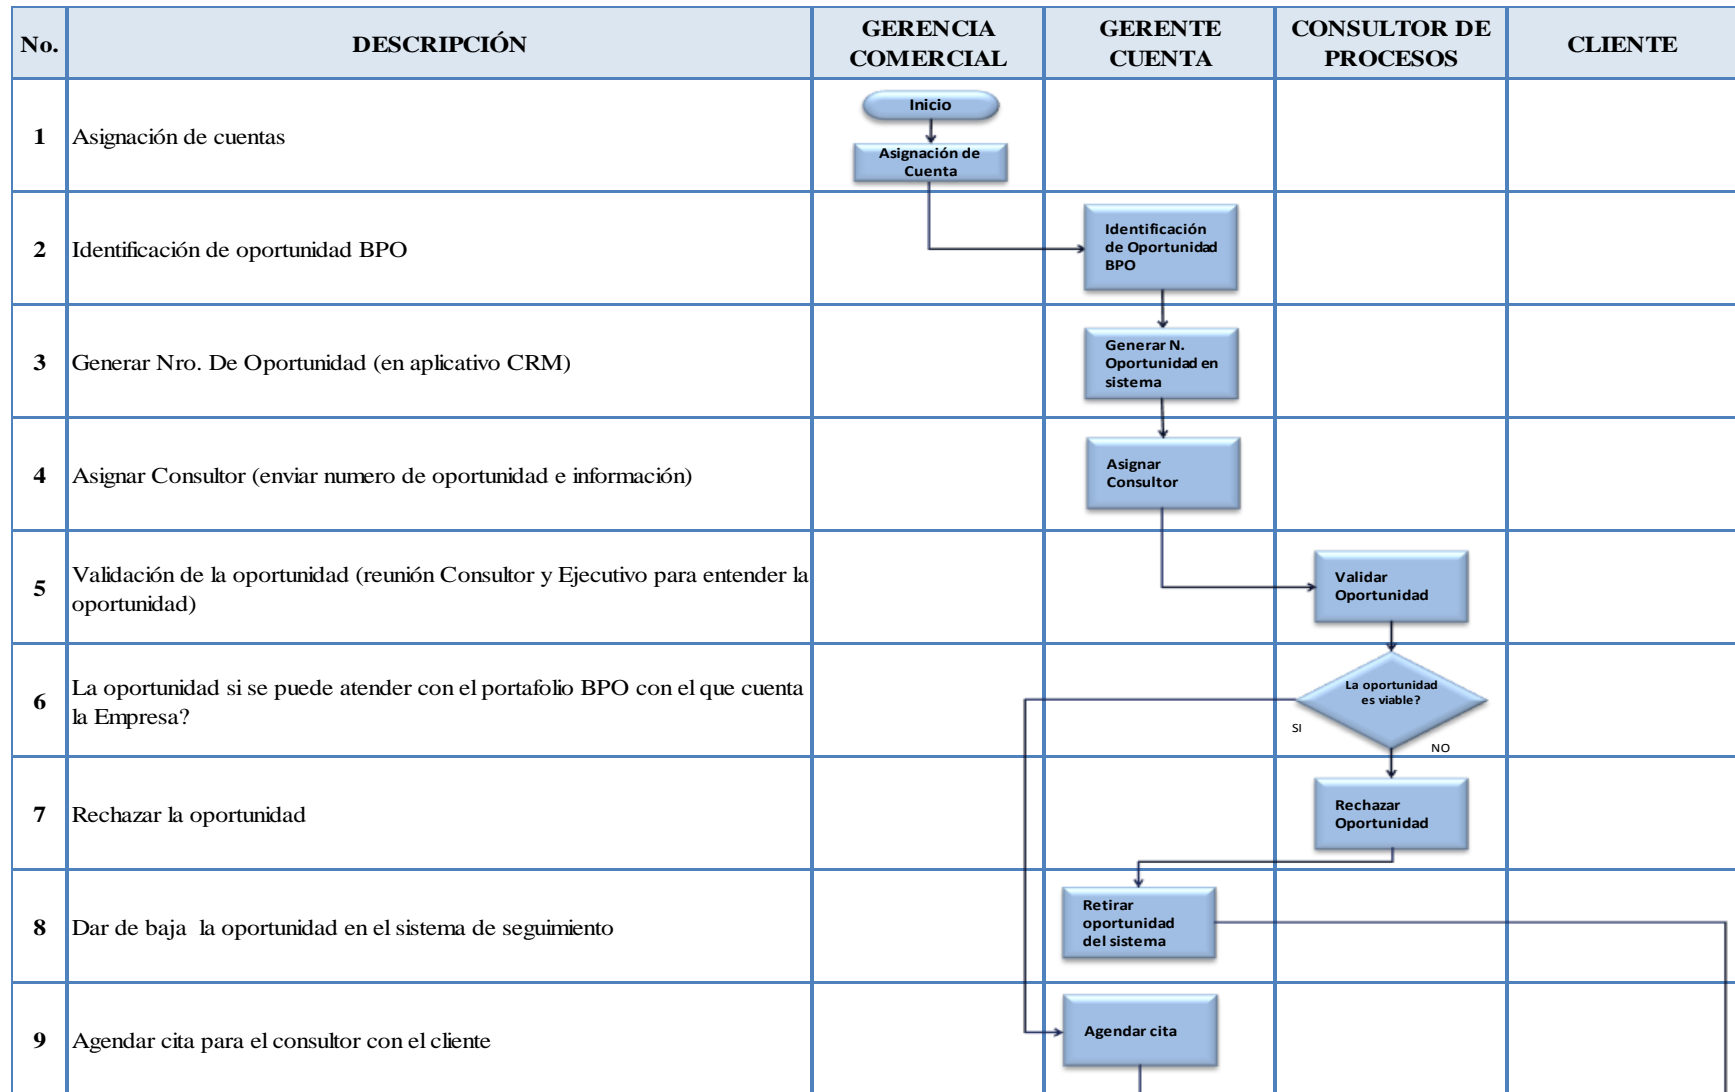 No.
DESCRIPCIÓN
GERENCIA
COMERCIAL
GERENTE
CUENTA
CONSULTOR DE
PROCESOS
CLIENTE
1
Asignación de cuentas
Inicio
Asignación de
Cuenta
2
Identificación de oportunidad BPO
Identificación
de Oportunidad
BPO
3
Generar Nro. De Oportunidad (en aplicativo CRM)
Generar N.
Oportunidad en
sistema
4
Asignar Consultor (enviar numero de oportunidad e información)
Asignar
Consultor
5
Validación de la oportunidad (reunión Consultor y Ejecutivo para entender la
oportunidad)
Validar
Oportunidad
6
La oportunidad si se puede atender con el portafolio BPO con el que cuenta
la Empresa?
La oportunidad
es viable?
SI
NO
7
Rechazar la oportunidad
Rechazar
Oportunidad
8
Dar de baja  la oportunidad en el sistema de seguimiento
Retirar
oportunidad
del sistema
9
Agendar cita para el consultor con el cliente
Agendar cita